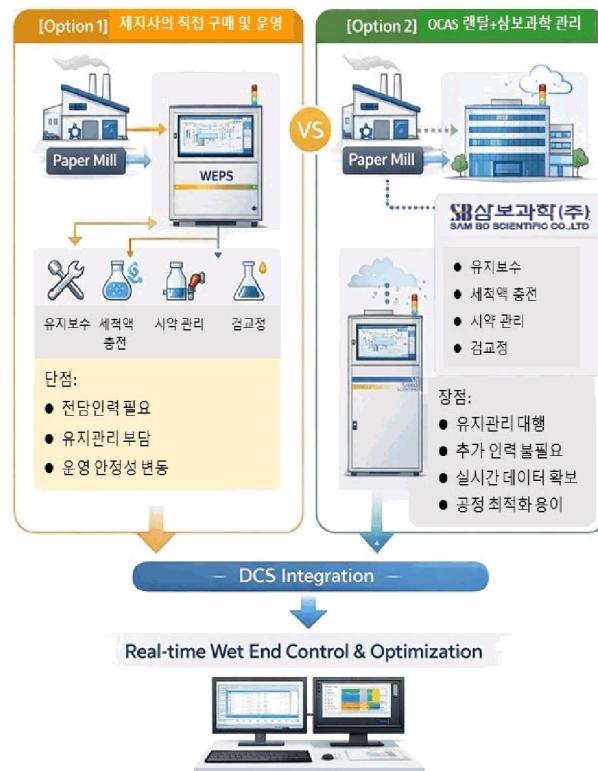 [Option 1] 제지사의 직접 구매 및 운영
Paper Mill
WEPS
유지보수
세척액 충전
시약 관리
검교정
단점:
● 전담인력 필요
● 유지관리 부담
● 운영 안정성 변동
VS
[Option 2] OCAS 랜탈+삼보과학 관리
Paper Mill
SB삼보과학(주)
SAM BO SCIENTIFIC CO.,LTD
● 유지보수
● 세척액 충전
● 시약 관리
● 검교정
장점:
● 유지관리 대행
● 추가 인력 불필요
● 실시간 데이터 확보
● 공정 최적화 용이
DCS Integration
Real-time Wet End Control & Optimization